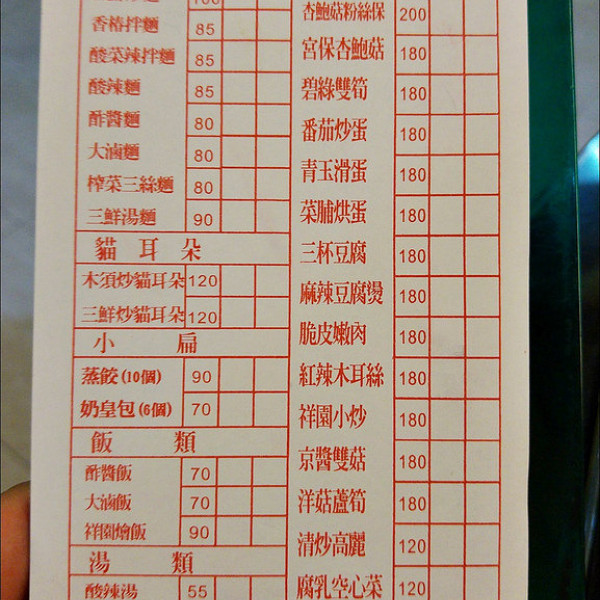 香椿拌麵 85
酸菜辣拌麵 85
酸辣麵 85
酢醬麵 80
大滷麵 80
榨菜三絲麵 80
三鮮湯麵 90
貓耳朵
木須炒貓耳朵 120
三鮮炒貓耳朵 120
小扁
蒸餃(10個) 90
奶皇包(6個) 70
飯類
酢醬飯 70
大滷飯 70
祥園燴飯 90
湯類
酸辣湯 55
杏鮑菇粉絲保 200
宮保杏鮑菇 180
碧綠雙筍 180
番茄炒蛋 180
青玉滑蛋 180
菜脯烘蛋 180
三杯豆腐 180
麻辣豆腐燙 180
脆皮嫩肉 180
紅辣木耳絲 180
祥園小炒 180
京醬雙菇 180
洋菇蘆筍 180
清炒高麗 120
腐乳空心菜 120